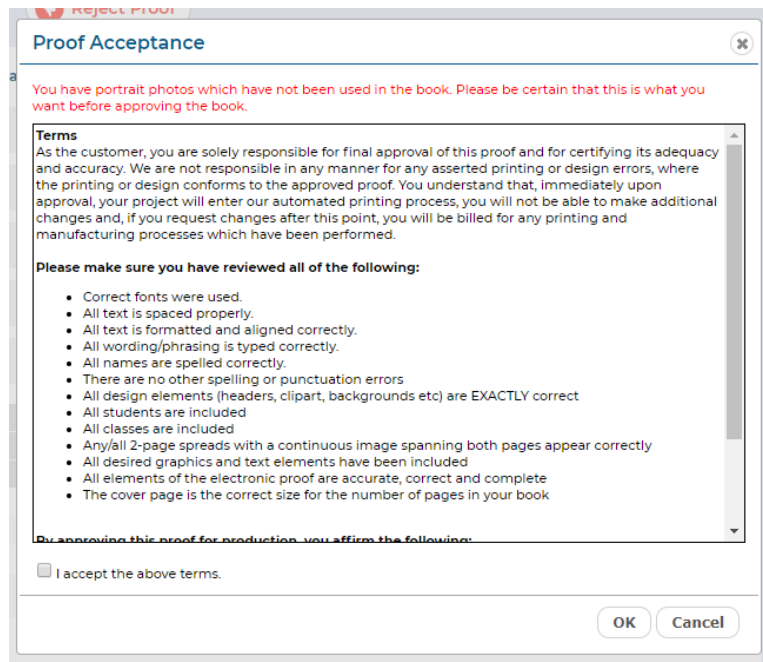 Reject Proof
Proof Acceptance
a
You have portrait photos which have not been used in the book. Please be certain that this is what you
want before approving the book.
Terms
As the customer, you are solely responsible for final approval of this proof and for certifying its adequacy
and accuracy. We are not responsible in any manner for any asserted printing or design errors, where
the printing or design conforms to the approved proof. You understand that, immediately upon
approval, your project will enter our automated printing process, you will not be able to make additional
changes and, if you request changes after this point, you will be billed for any printing and
manufacturing processes which have been performed.
Please make sure you have reviewed all of the following:
• Correct fonts were used.
• All text is spaced properly.
• All text is formatted and aligned correctly.
• All wording/phrasing is typed correctly.
• All names are spelled correctly.
• There are no other spelling or punctuation errors
• All design elements (headers, clipart, backgrounds etc) are EXACTLY correct
• All students are included
• All classes are included
• Any/all 2-page spreads with a continuous image spanning both pages appear correctly
• All desired graphics and text elements have been included
• All elements of the electronic proof are accurate, correct and complete
• The cover page is the correct size for the number of pages in your book
By approving this proof for production, you affirm the following:
I accept the above terms.
OK Cancel